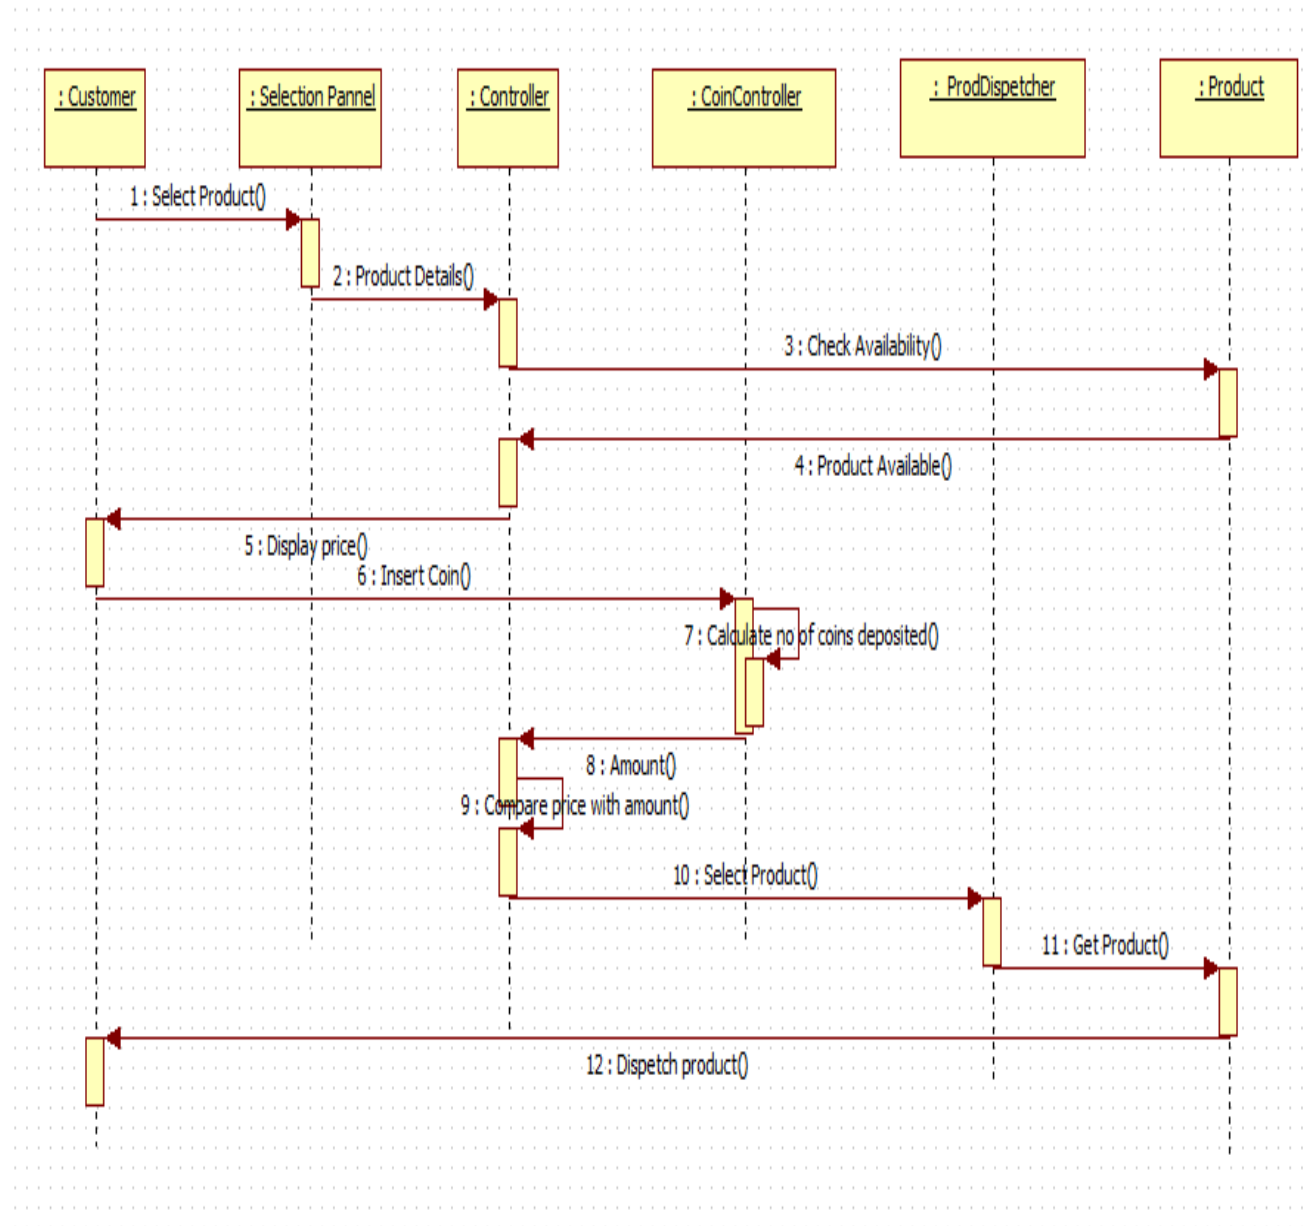 : Customer
: Selection Pannel
: Controller
: CoinController
: ProdDispetcher
: Product
1 : Select Product()
2 : Product Details()
3 : Check Availability()
4 : Product Available()
5 : Display price()
6 : Insert Coin()
7 : Calculate no of coins deposited()
8 : Amount()
9 : Compare price with amount()
10 : Select Product()
11 : Get Product()
12 : Dispetch product()